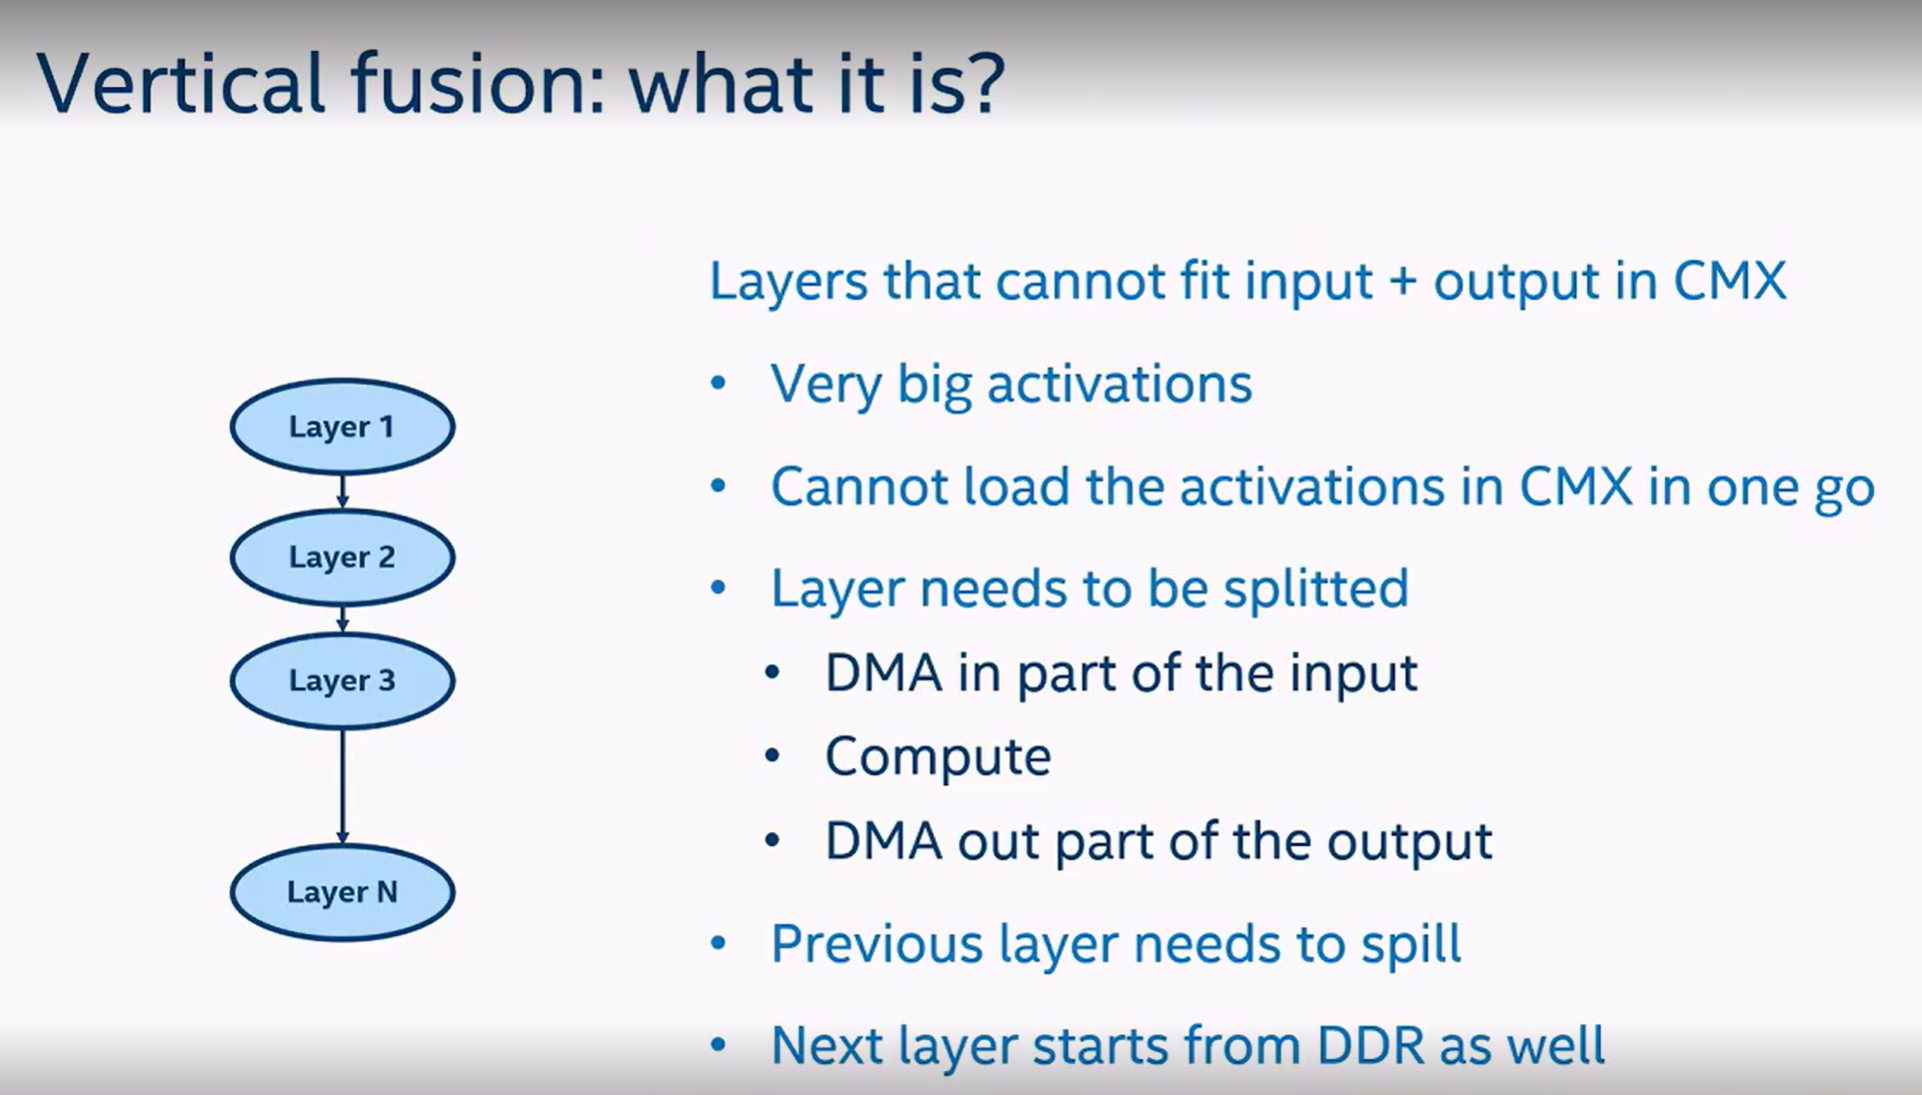 Vertical fusion: what it is?
Layer 1
Layer 2
Layer 3
Layer N
Layers that cannot fit input + output in CMX
• Very big activations
• Cannot load the activations in CMX in one go
• Layer needs to be splitted
• DMA in part of the input
• Compute
• DMA out part of the output
• Previous layer needs to spill
• Next layer starts from DDR as well